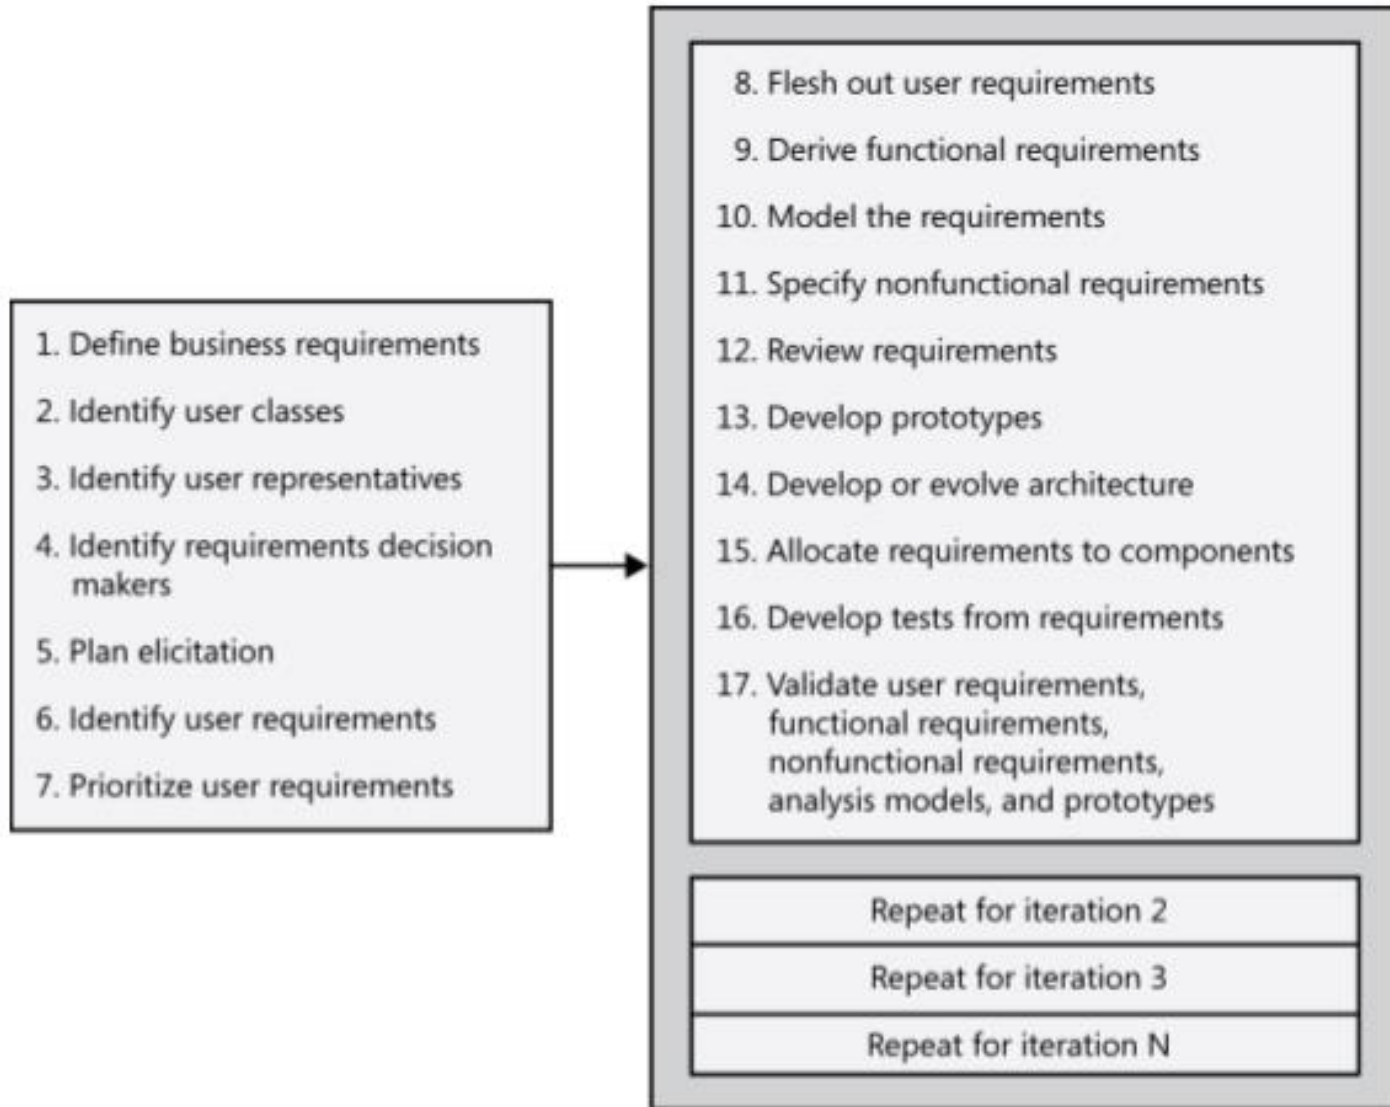 1. Define business requirements
2. Identify user classes
3. Identify user representatives
4. Identify requirements decision
makers
5. Plan elicitation
6. Identify user requirements
7. Prioritize user requirements
8. Flesh out user requirements
9. Derive functional requirements
10. Model the requirements
11. Specify nonfunctional requirements
12. Review requirements
13. Develop prototypes
14. Develop or evolve architecture
15. Allocate requirements to components
16. Develop tests from requirements
17. Validate user requirements,
functional requirements,
nonfunctional requirements,
analysis models, and prototypes
Repeat for iteration 2
Repeat for iteration 3
Repeat for iteration N